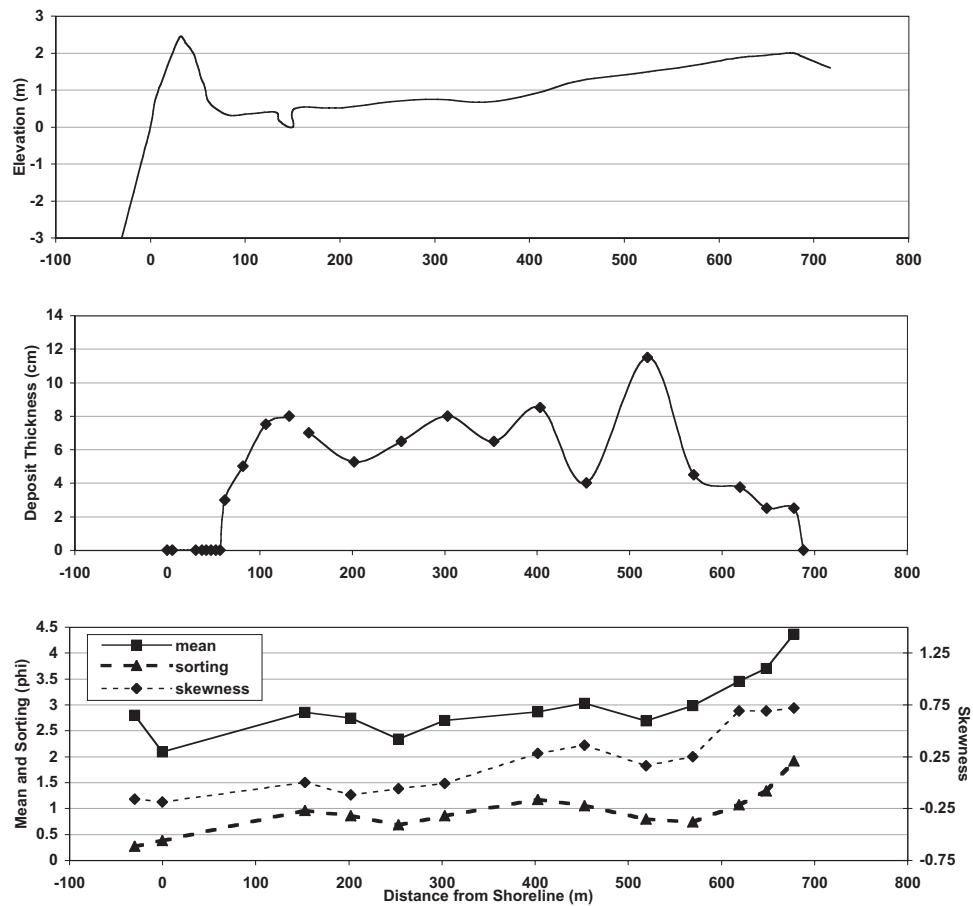 3
2
1
0
-1
-2
-3
Elevation (m)
-100 0 100 200 300 400 500 600 700 800
14
12
10
8
6
4
2
0
Deposit Thickness (cm)
-100 0 100 200 300 400 500 600 700 800
4.5
4
3.5
3
2.5
2
1.5
1
0.5
0
Mean and Sorting (phi)
mean
sorting
skewness
1.25
0.75
0.25
-0.25
-0.75
Skewness
-100 0 100 200 300 400 500 600 700 800
Distance from Shoreline (m)